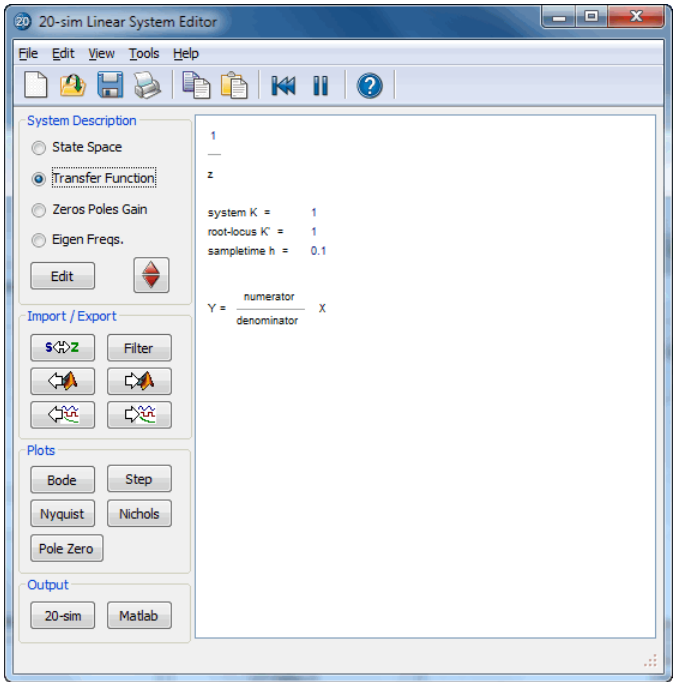 20-sim Linear System Editor
File Edit View Tools Help
System Description
State Space
Transfer Function
Zeros Poles Gain
Eigen Freqs.
Edit
Import / Export
S Z Filter
Plots
Bode Step
Nyquist Nichols
Pole Zero
Output
20-sim Matlab
1
z
system K = 1
root-locus K' = 1
sampletime h = 0.1
numerator
Y = X
denominator